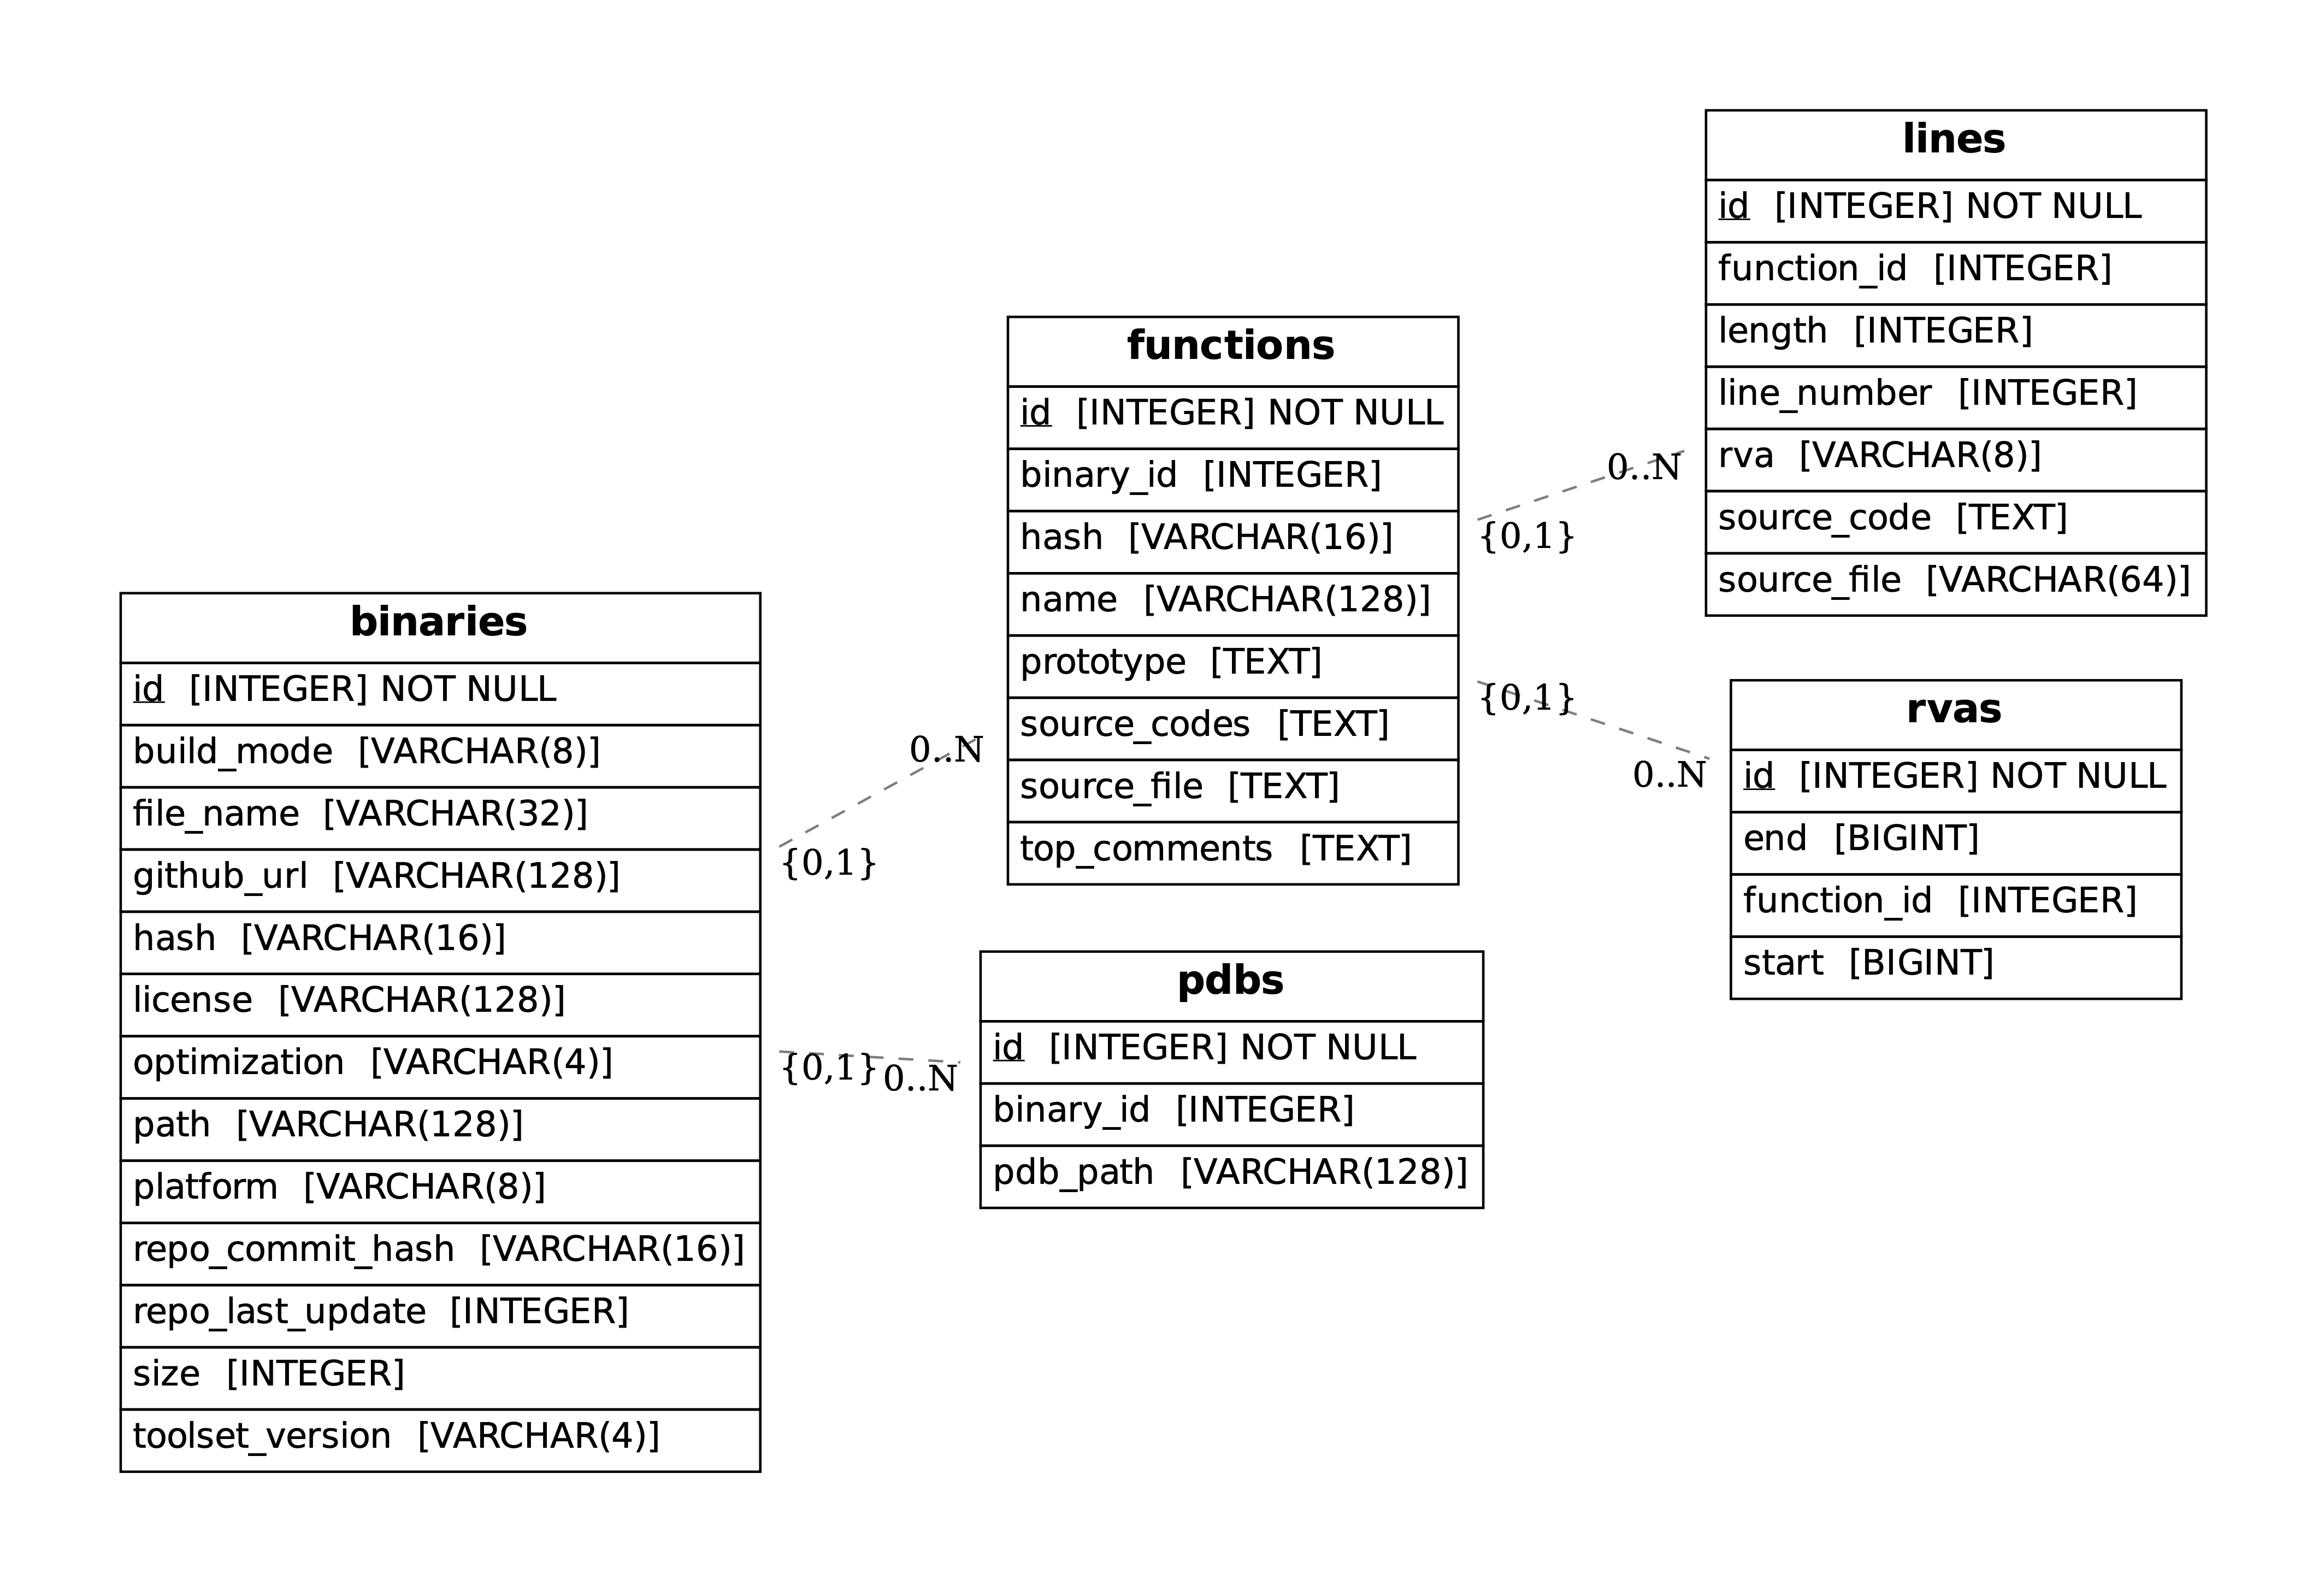 binaries
id [INTEGER] NOT NULL
build_mode [VARCHAR(8)]
file_name [VARCHAR(32)]
github_url [VARCHAR(128)]
hash [VARCHAR(16)]
license [VARCHAR(128)]
optimization [VARCHAR(4)]
path [VARCHAR(128)]
platform [VARCHAR(8)]
repo_commit_hash [VARCHAR(16)]
repo_last_update [INTEGER]
size [INTEGER]
toolset_version [VARCHAR(4)]
0..N
{0,1}
{0,1}
0..N
functions
id [INTEGER] NOT NULL
binary_id [INTEGER]
hash [VARCHAR(16)]
name [VARCHAR(128)]
prototype [TEXT]
source_codes [TEXT]
source_file [TEXT]
top_comments [TEXT]
pdbs
id [INTEGER] NOT NULL
binary_id [INTEGER]
pdb_path [VARCHAR(128)]
0..N
{0,1}
{0,1}
0..N
lines
id [INTEGER] NOT NULL
function_id [INTEGER]
length [INTEGER]
line_number [INTEGER]
rva [VARCHAR(8)]
source_code [TEXT]
source_file [VARCHAR(64)]
rvas
id [INTEGER] NOT NULL
end [BIGINT]
function_id [INTEGER]
start [BIGINT]